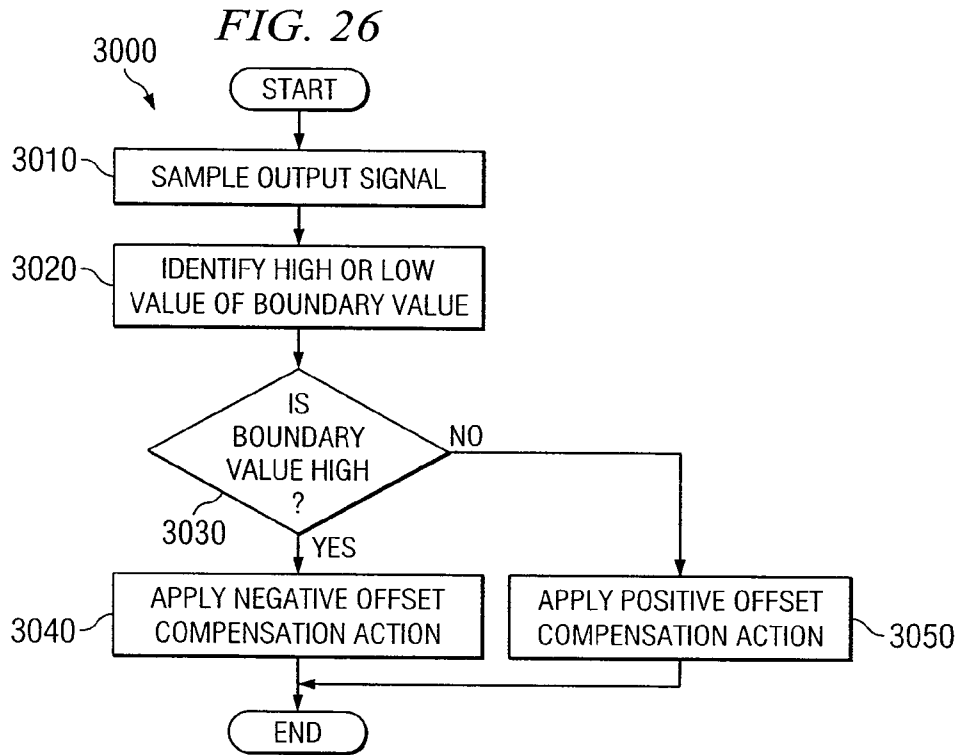 FIG. 26
3000
START
3010
SAMPLE OUTPUT SIGNAL
3020
IDENTIFY HIGH OR LOW
VALUE OF BOUNDARY VALUE
IS
BOUNDARY
VALUE HIGH
?
NO
3030
YES
3040
APPLY NEGATIVE OFFSET
COMPENSATION ACTION
APPLY POSITIVE OFFSET
COMPENSATION ACTION
3050
END